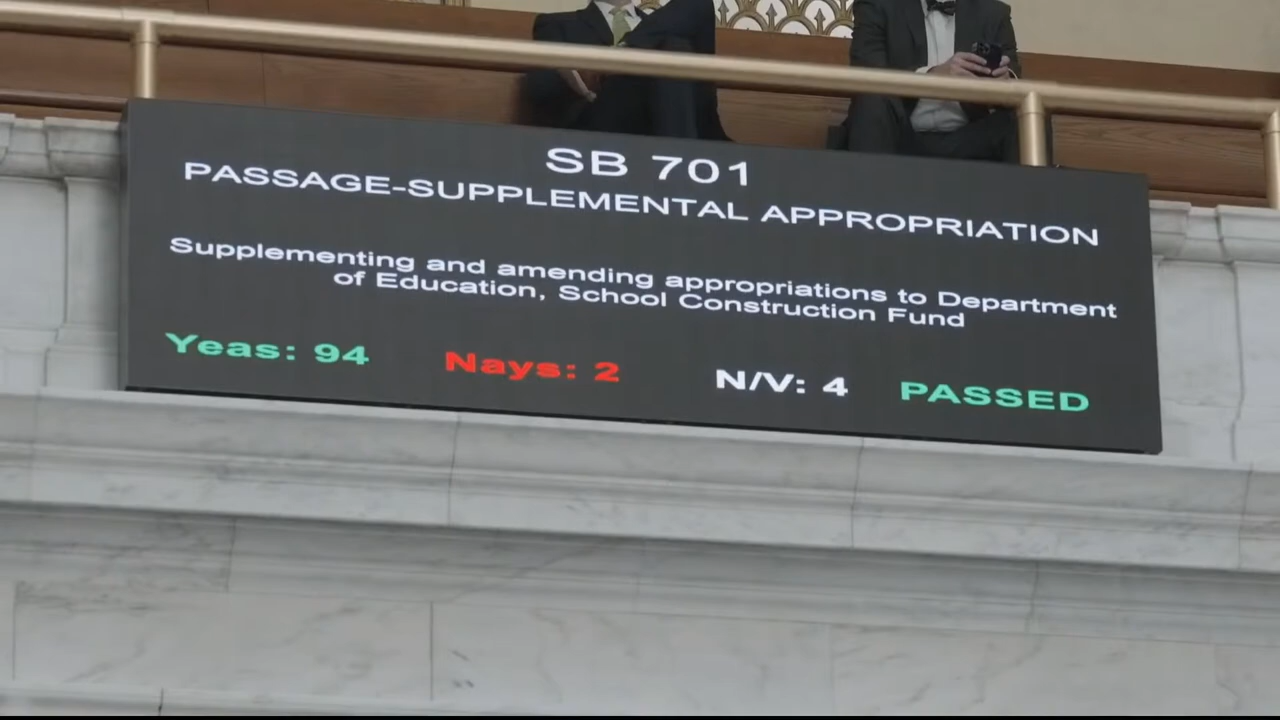 SB 701
PASSAGE-SUPPLEMENTAL APPROPRIATION
Supplementing and amending appropriations to Department
of Education, School Construction Fund
Yeas: 94 Nays: 2 N/V: 4 PASSED